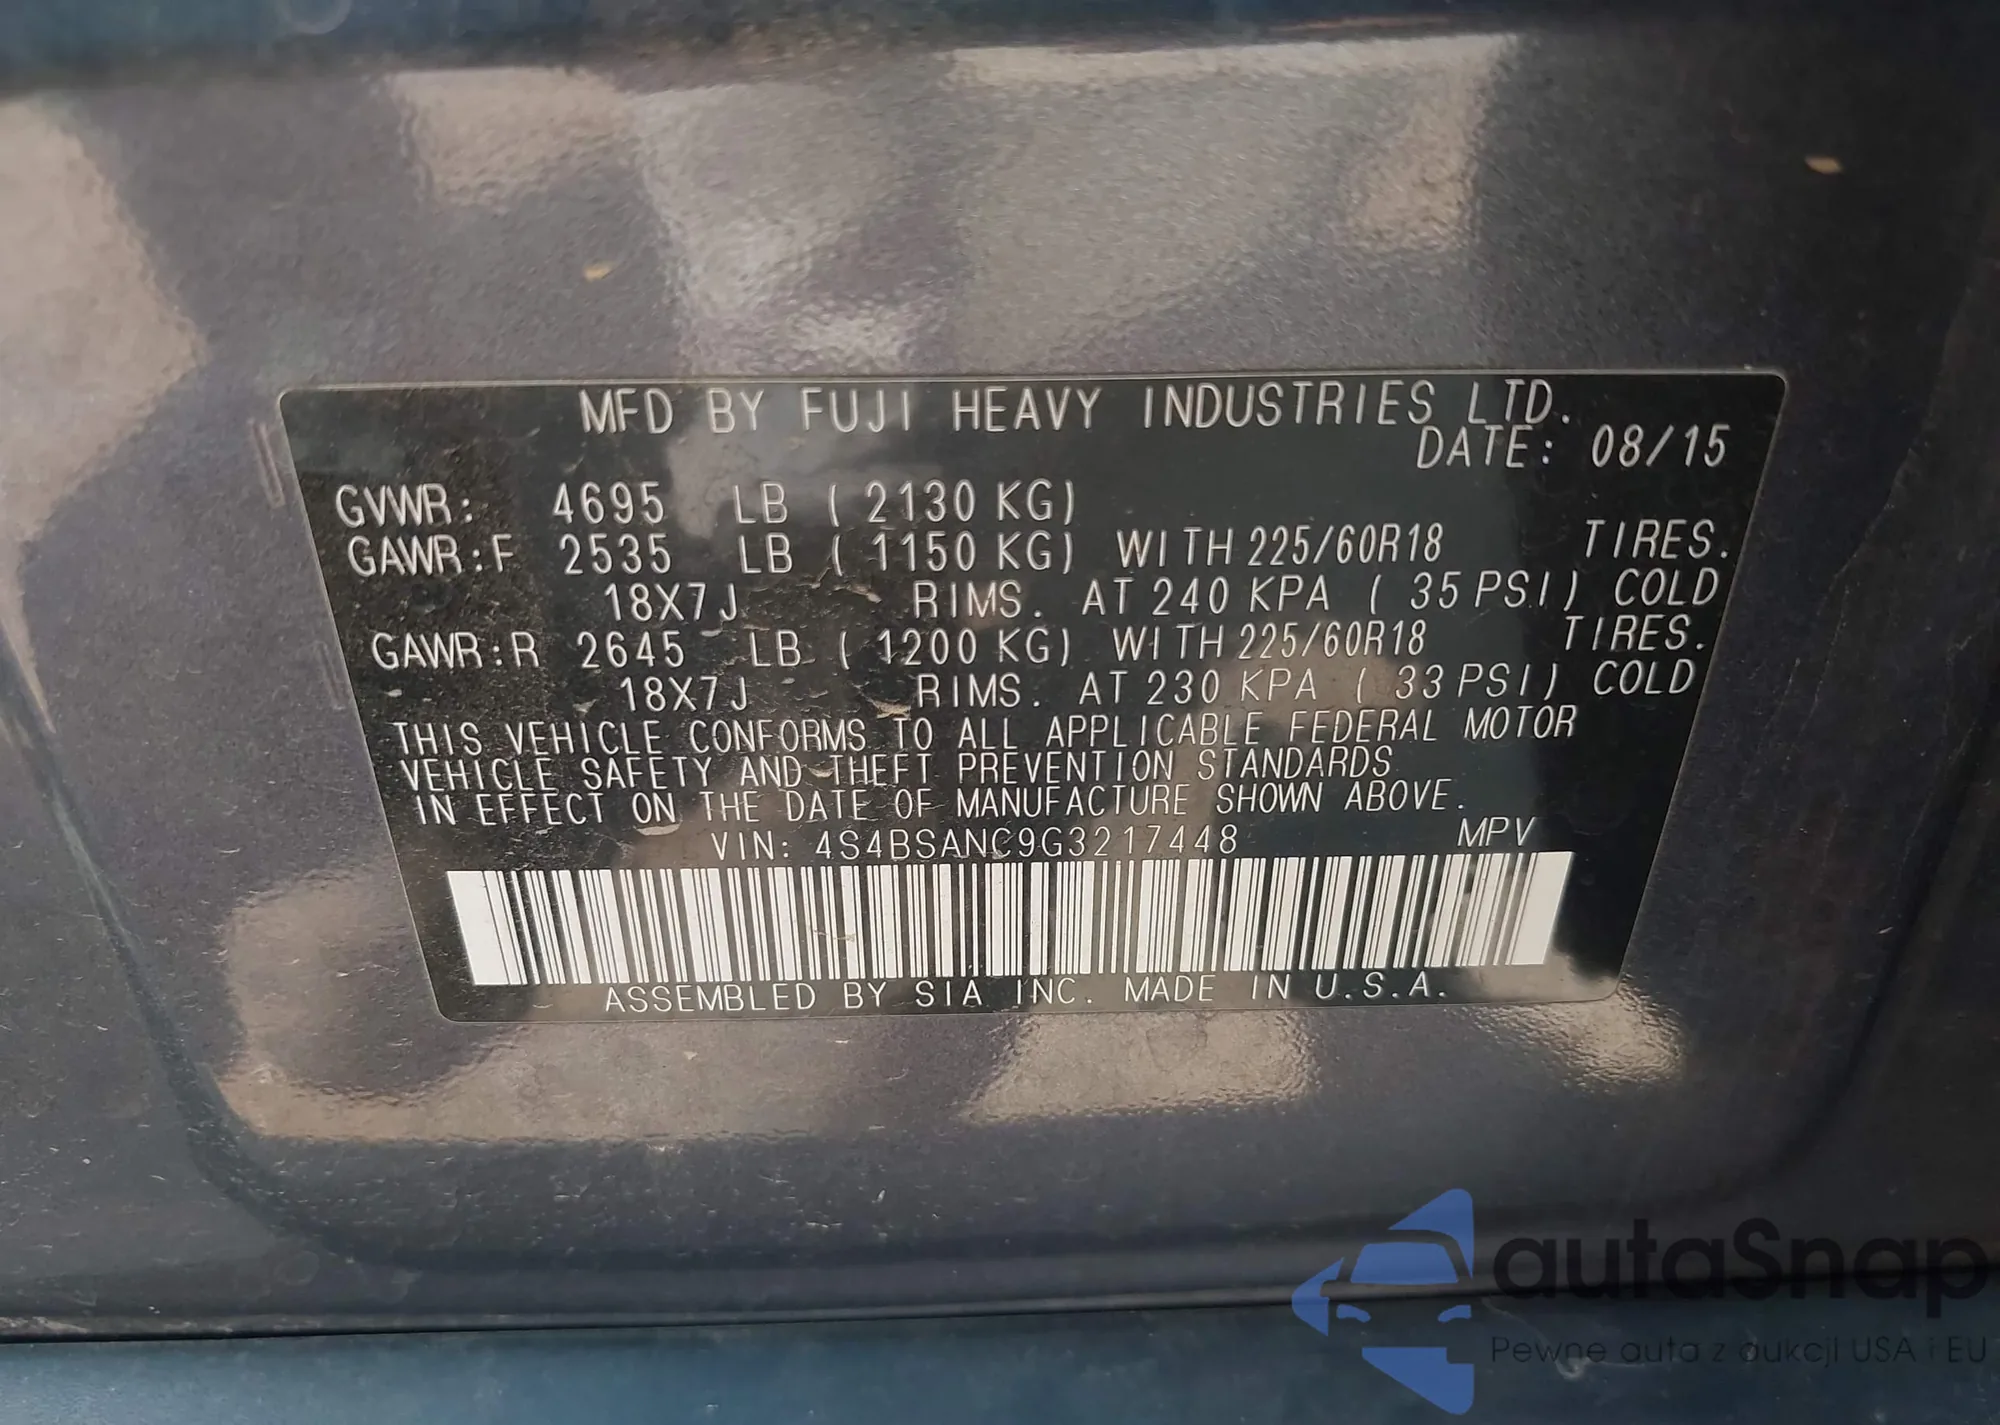 MFD BY FUJI HEAVY INDUSTRIES LTD.
DATE: 08/15
GVWR: 4695 LB ( 2130 KG)
GAWR:F 2535 LB ( 1150 KG) WITH 225/60R18 TIRES.
18X7J RIMS. AT 240 KPA ( 35 PSI) COLD
GAWR:R 2645 LB ( 1200 KG) WITH 225/60R18 TIRES.
18X7J RIMS. AT 230 KPA ( 33 PSI) COLD
THIS VEHICLE CONFORMS TO ALL APPLICABLE FEDERAL MOTOR
VEHICLE SAFETY AND THEFT PREVENTION STANDARDS
IN EFFECT ON THE DATE OF MANUFACTURE SHOWN ABOVE.
VIN: 4S4BSANC9G3217448 MPV
ASSEMBLED BY SIA INC. MADE IN U.S.A.
autaSnap
Pewne auta z aukcji USA i EU